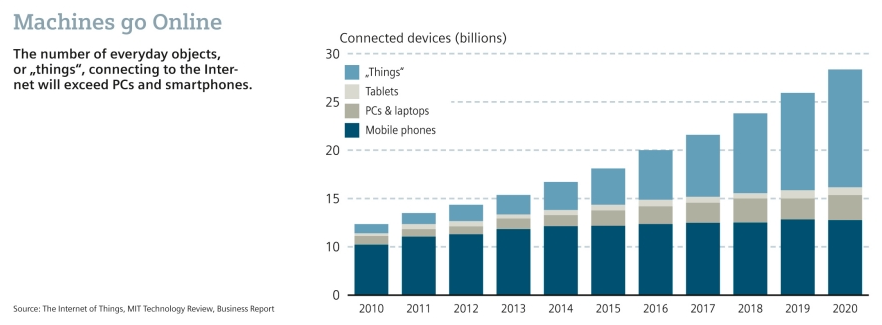 Machines go Online
The number of everyday objects,
or „things“, connecting to the Inter-
net will exceed PCs and smartphones.
Connected devices (billions)
30
25
20
15
10
0
„Things“
Tablets
PCs & laptops
Mobile phones
2010 2011 2012 2013 2014 2015 2016 2017 2018 2019 2020
Source: The Internet of Things, MIT Technology Review, Business Report